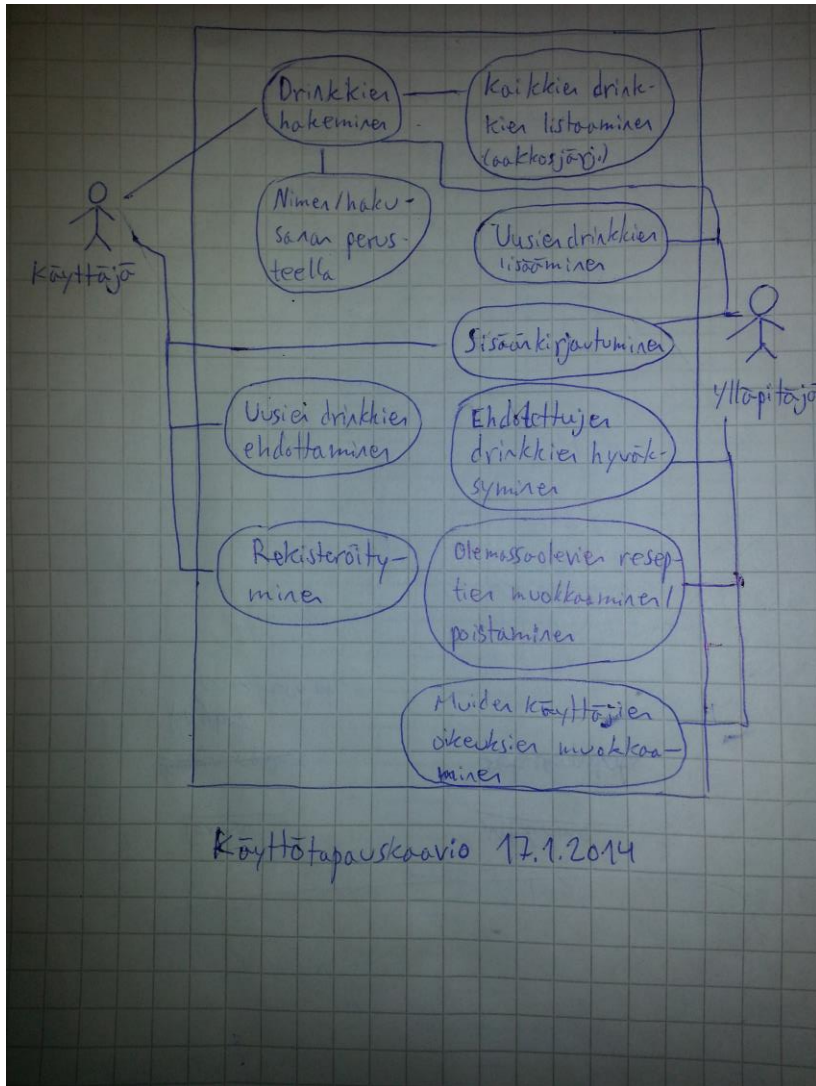 Drinkkien
hakeminen
Kaikkien drink-
kien listaaminen
(aakkosjärj.)
Nimen/haku-
sanan perus-
teella
Käyttäjä
Uusien drinkkien
lisääminen
Sisäänkirjautuminen
Ylläpitäjä
Uusien drinkkien
ehdottaminen
Ehdotettujen
drinkkien hyväk-
syminen
Rekisteröity-
minen
Olemassaolevien resep-
tien muokkaaminen/
poistaminen
Muiden käyttäjien
oikeuksien muokkaa-
minen
Käyttötapauskaavio 17.1.2014